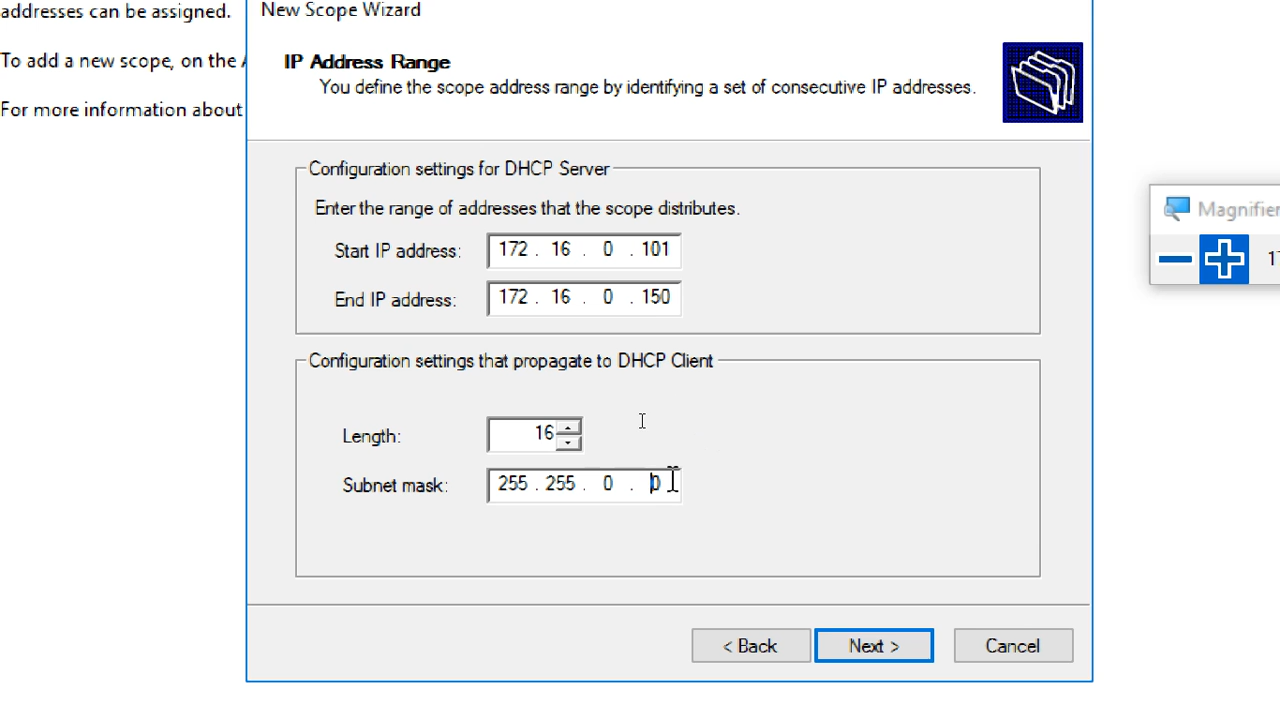 addresses can be assigned.
To add a new scope, on the
For more information about
New Scope Wizard
IP Address Range
You define the scope address range by identifying a set of consecutive IP addresses.
Configuration settings for DHCP Server
Enter the range of addresses that the scope distributes.
Start IP address: 172 . 16 . 0 . 101
End IP address: 172 . 16 . 0 . 150
Configuration settings that propagate to DHCP Client
Length: 16
Subnet mask: 255 . 255 . 0 . 0
< Back Next > Cancel
Magnifier